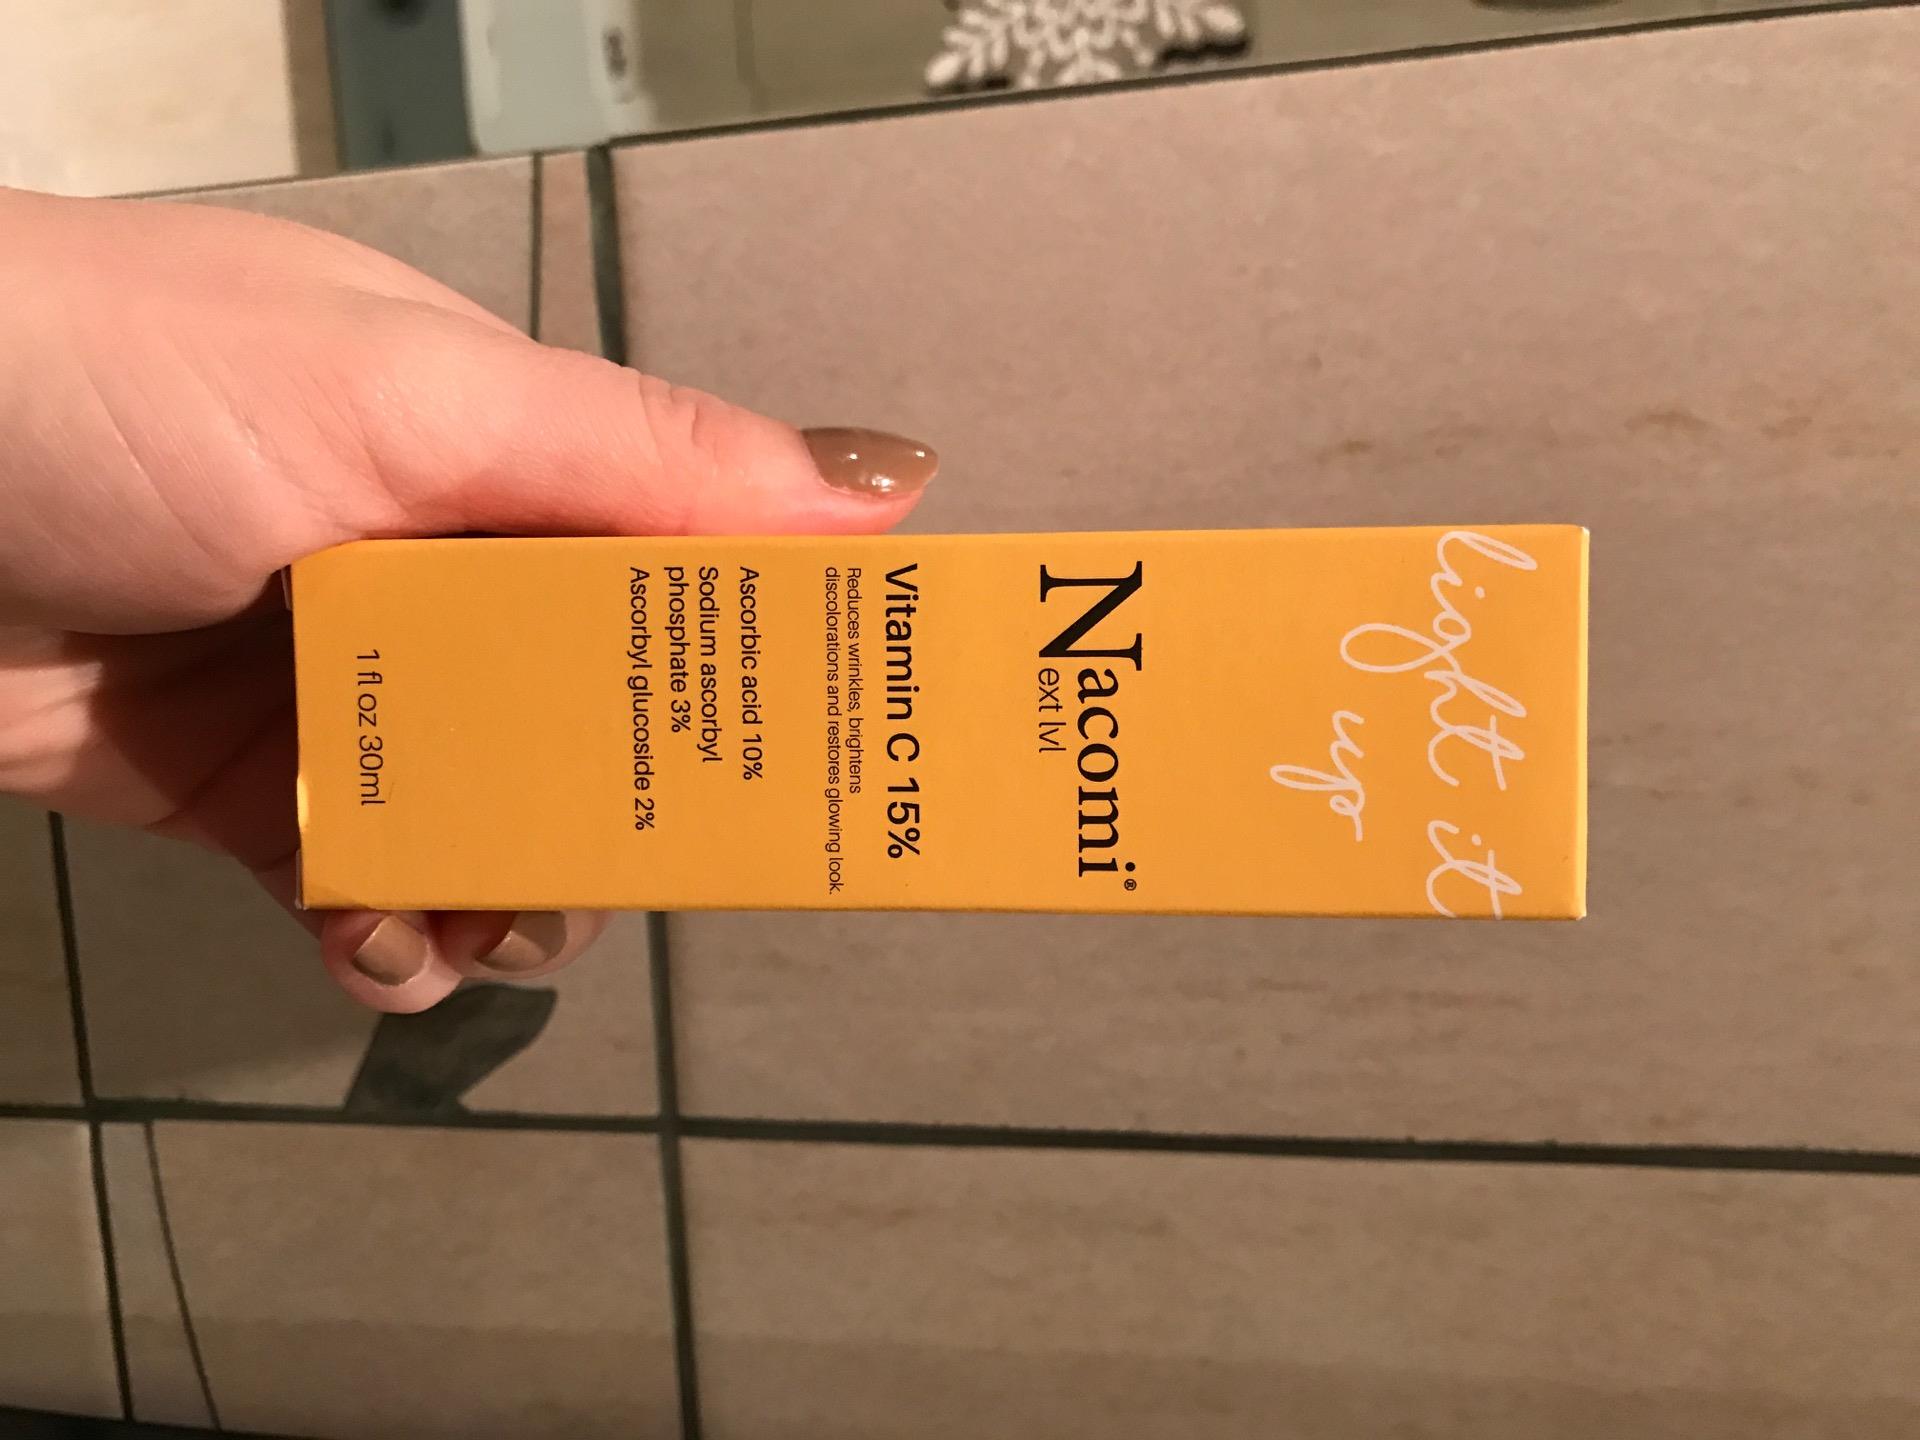 light it
up
Nacomi®
ext lvl
Vitamin C 15%
Reduces wrinkles, brightens
discolorations and restores glowing look.
Ascorbic acid 10%
Sodium ascorbyl
phosphate 3%
Ascorbyl glucoside 2%
1 fl oz 30ml